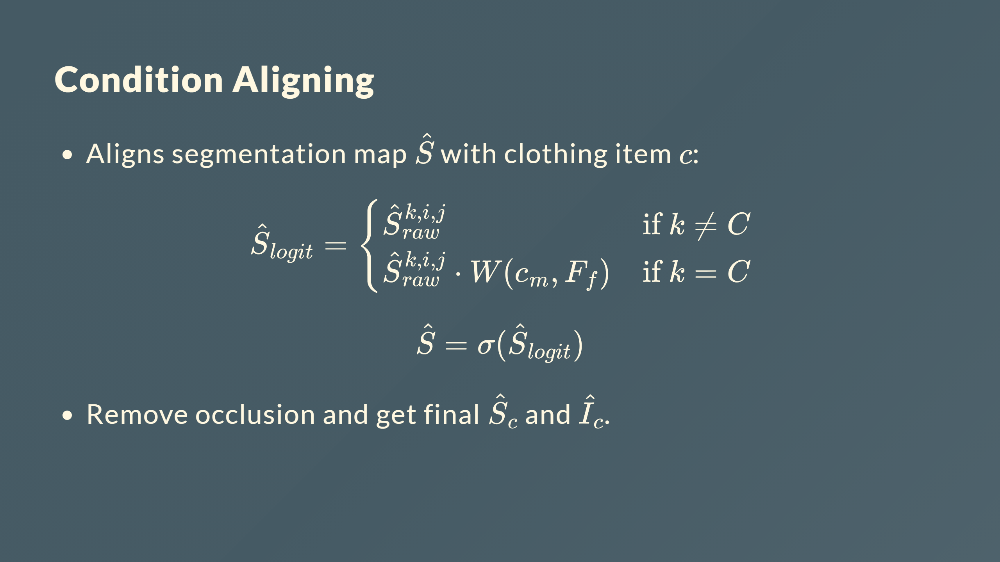 Condition Aligning
• Aligns segmentation map $\hat{S}$ with clothing item $c$:
$\hat{S}_{logit} = \begin{cases} \hat{S}_{raw}^{k,i,j} & \text{if } k \neq C \\ \hat{S}_{raw}^{k,i,j} \cdot W(c_m, F_f) & \text{if } k = C \end{cases}$
$\hat{S} = \sigma(\hat{S}_{logit})$
• Remove occlusion and get final $\hat{S}_c$ and $\hat{I}_c$.